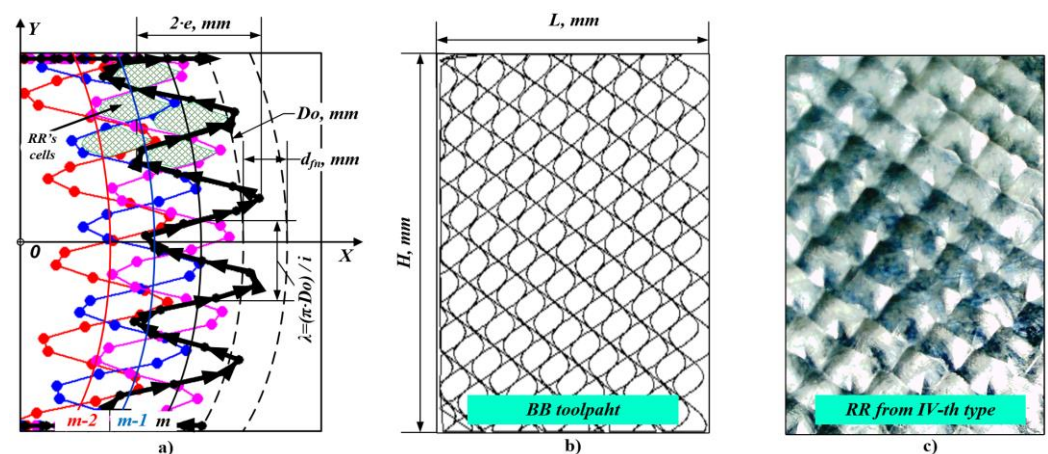 Y
2·e, mm
Do, mm
d_fn, mm
RR's
cells
0
X
λ=(π·Do)/i
m-2
m-1
m
a)
L, mm
H, mm
BB toolpaht
b)
RR from IV-th type
c)